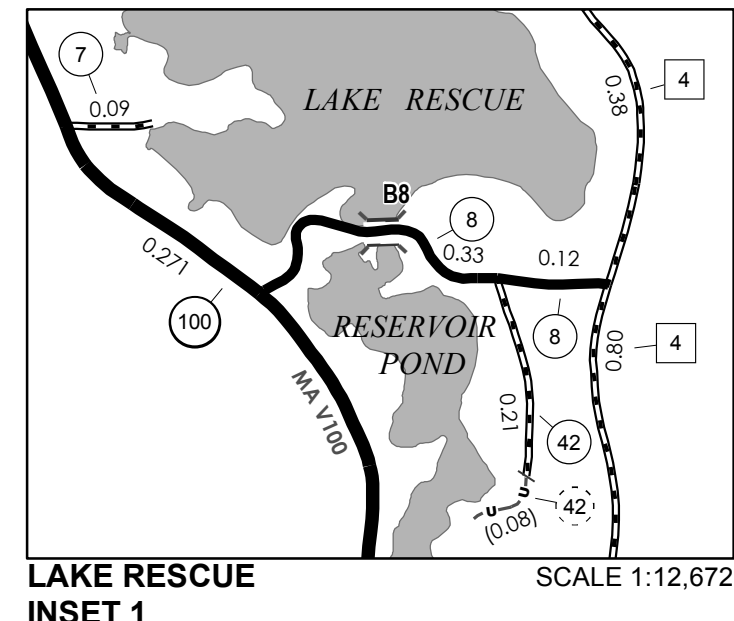 7
0.09
LAKE RESCUE
0.38
4
B8
8
0.33
0.12
0.271
100
RESERVOIR
POND
8
0.80
4
MA V100
0.21
42
42
(0.08)
U
U
LAKE RESCUE
INSET 1
SCALE 1:12,672